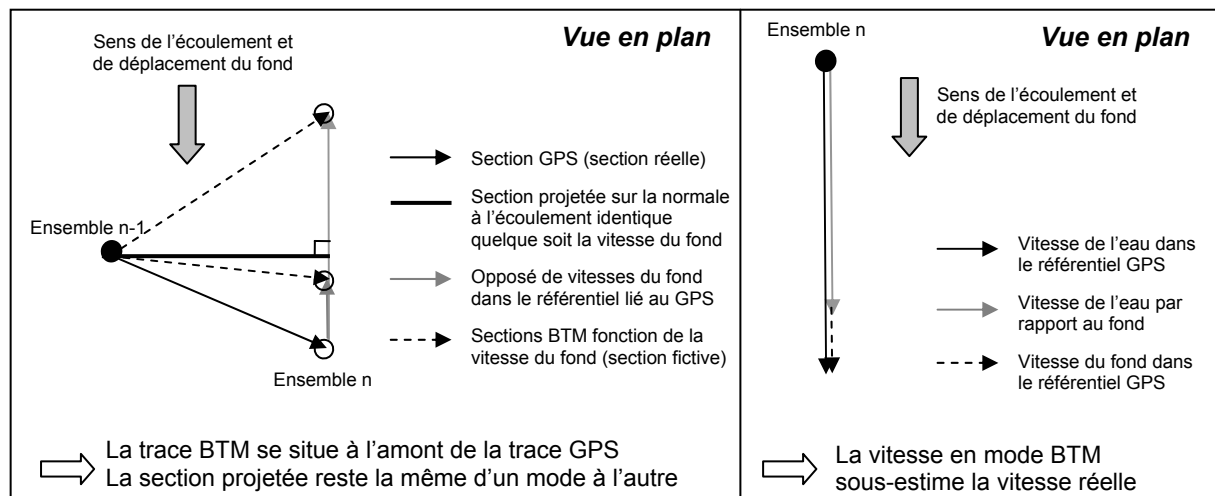 Sens de l’écoulement et
de déplacement du fond
Vue en plan
Ensemble n-1
Ensemble n
Section GPS (section réelle)
Section projetée sur la normale
à l’écoulement identique
quelque soit la vitesse du fond
Opposé de vitesses du fond
dans le référentiel lié au GPS
Sections BTM fonction de la
vitesse du fond (section fictive)
La trace BTM se situe à l’amont de la trace GPS
La section projetée reste la même d’un mode à l’autre
Ensemble n
Vue en plan
Sens de l’écoulement et
de déplacement du fond
Vitesse de l’eau dans
le référentiel GPS
Vitesse de l’eau par
rapport au fond
Vitesse du fond dans
le référentiel GPS
La vitesse en mode BTM
sous-estime la vitesse réelle